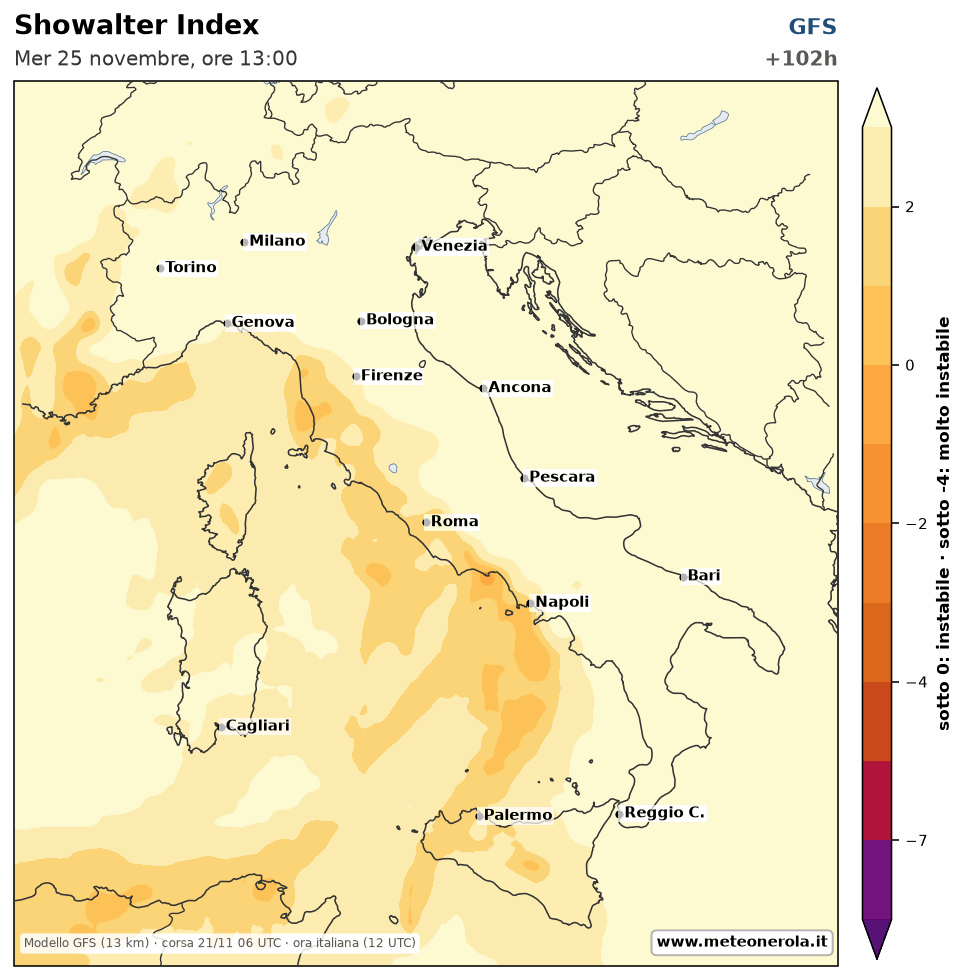 Showalter Index
GFS
Mer 25 novembre, ore 13:00
+102h
Milano
Venezia
Torino
Genova
Bologna
Firenze
Ancona
Pescara
Roma
Bari
Napoli
Cagliari
Palermo
Reggio C.
2
0
−2
−4
−7
sotto 0: instabile · sotto -4: molto instabile
Modello GFS (13 km) · corsa 21/11 06 UTC · ora italiana (12 UTC)
www.meteonerola.it